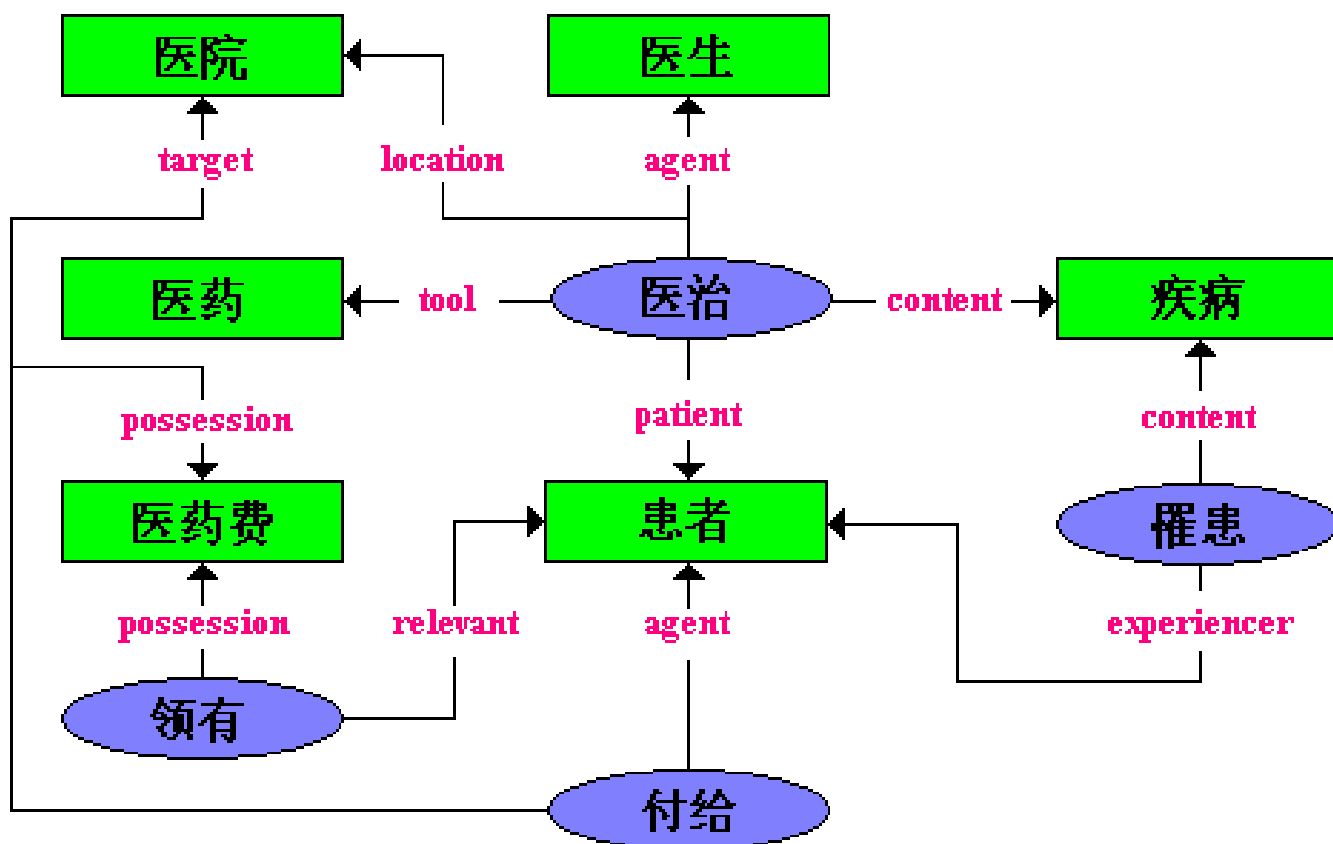 医院
医生
target
location
agent
医药
tool
医治
content
疾病
possession
patient
content
医药费
患者
罹患
possession
relevant
agent
experiencer
领有
付给